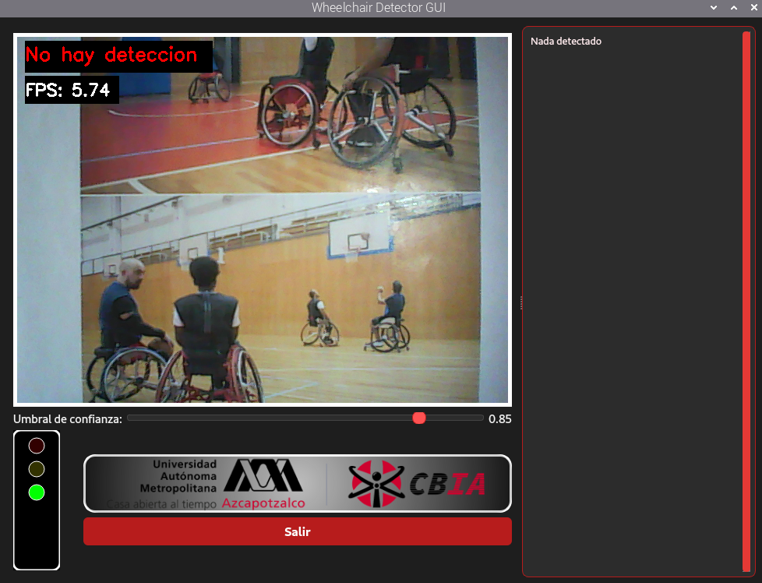 Wheelchair Detector GUI
No hay deteccion
FPS: 5.74
Nada detectado
Umbral de confianza:
0.85
Universidad
Autónoma
Metropolitana
Casa abierta al tiempo Azcapotzalco
CBIA
Salir